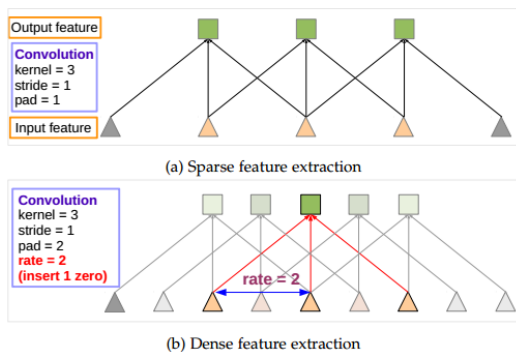 Output feature
Convolution
kernel = 3
stride = 1
pad = 1
Input feature
(a) Sparse feature extraction
Convolution
kernel = 3
stride = 1
pad = 2
rate = 2
(insert 1 zero)
rate = 2
(b) Dense feature extraction